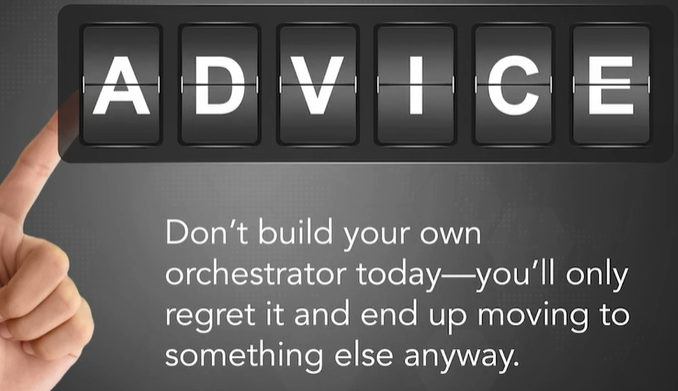 ADVICE
Don't build your own
orchestrator today—you'll only
regret it and end up moving to
something else anyway.